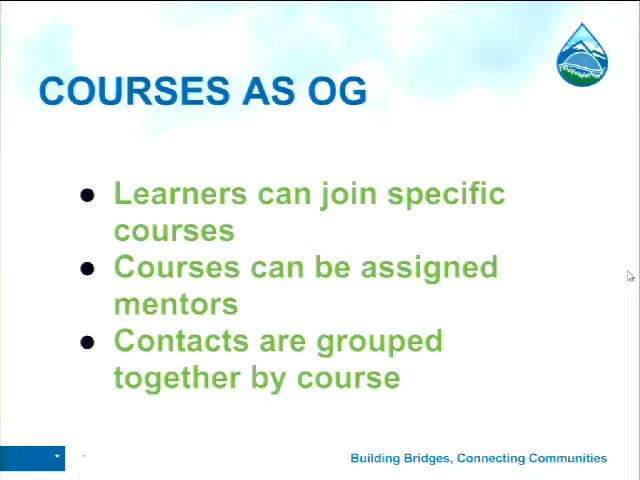 COURSES AS OG
● Learners can join specific
courses
● Courses can be assigned
mentors
● Contacts are grouped
together by course
Building Bridges, Connecting Communities